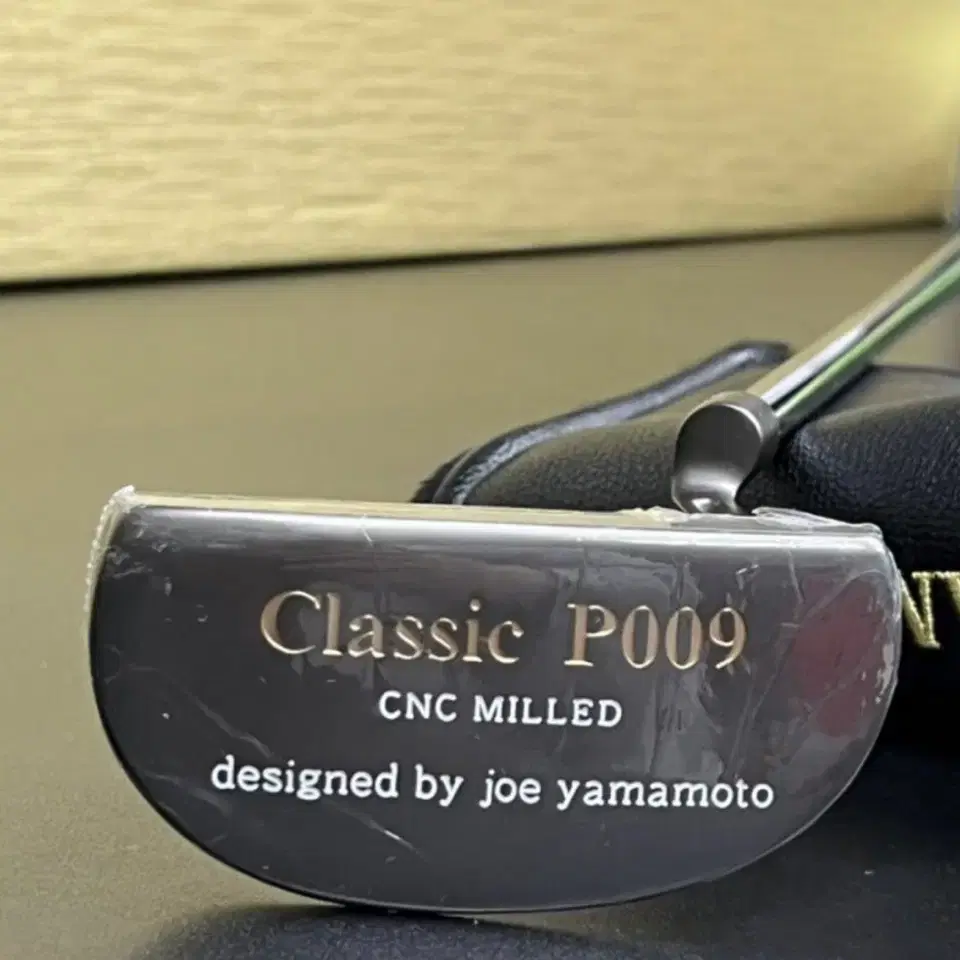 Classic P009
CNC MILLED
designed by joe yamamoto